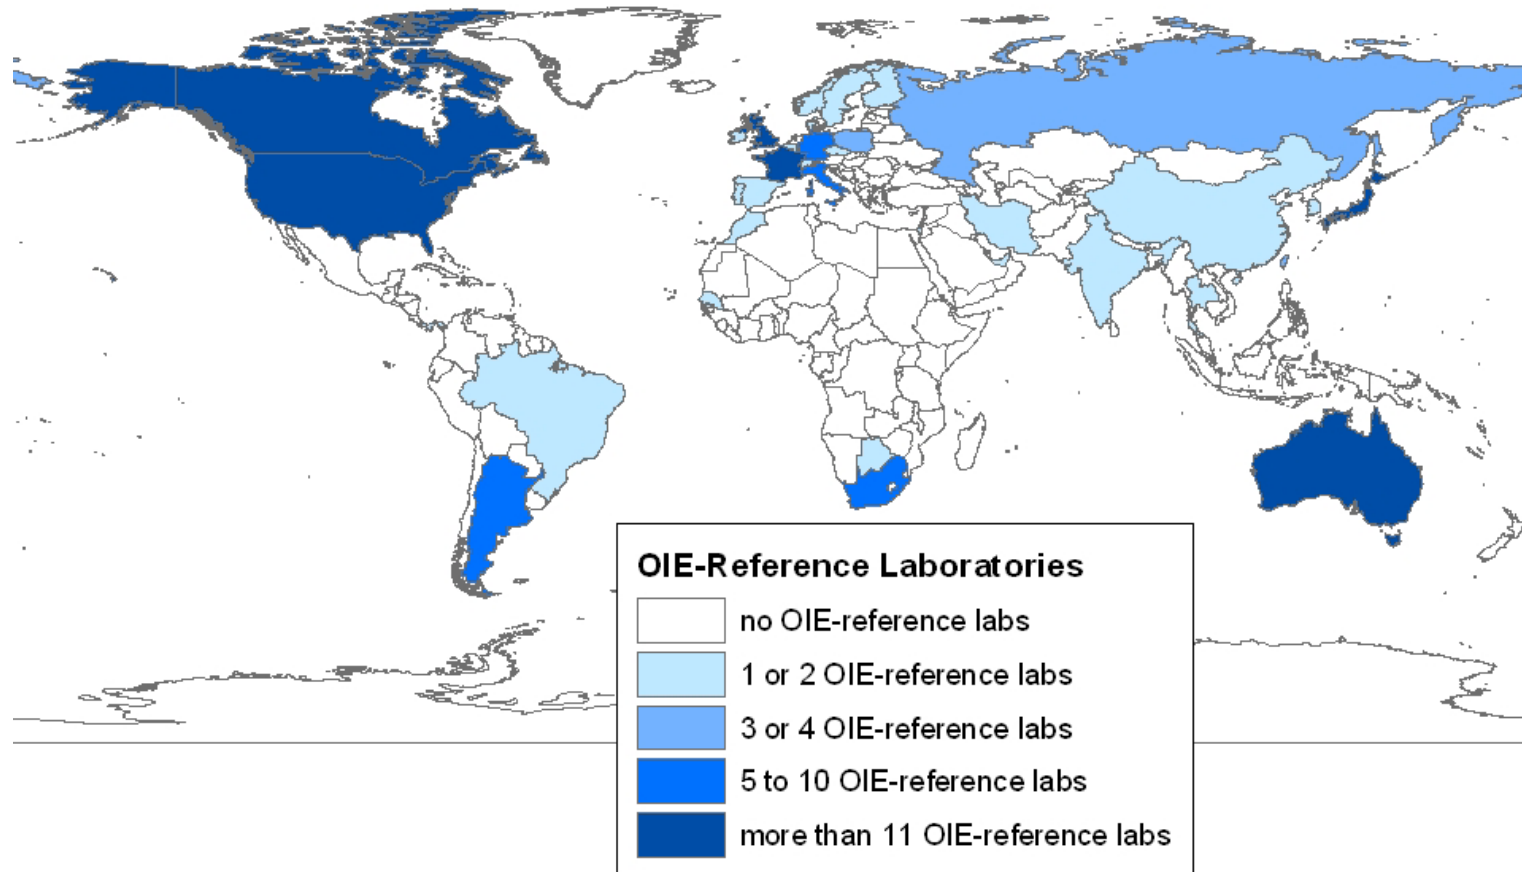 OIE-Reference Laboratories
no OIE-reference labs
1 or 2 OIE-reference labs
3 or 4 OIE-reference labs
5 to 10 OIE-reference labs
more than 11 OIE-reference labs